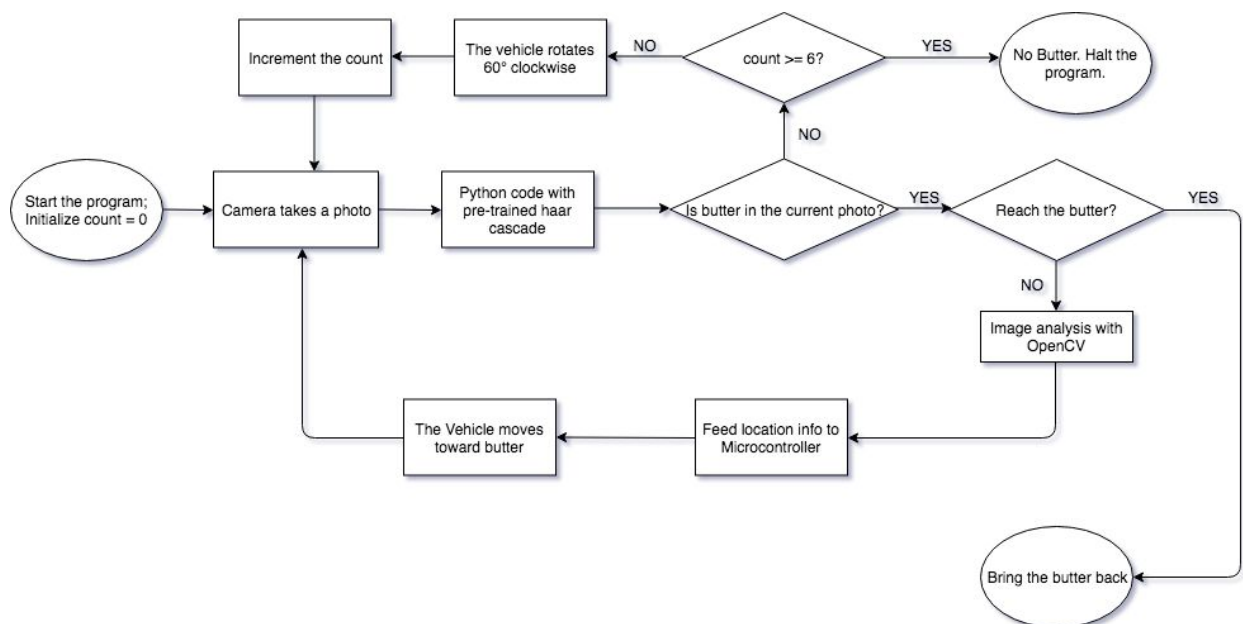 Increment the count
The vehicle rotates
60° clockwise
NO
count >= 6?
YES
No Butter. Halt the
program.
NO
Start the program;
Initialize count = 0
Camera takes a photo
Python code with
pre-trained haar
cascade
Is butter in the current photo?
YES
Reach the butter?
YES
NO
Image analysis with
OpenCV
The Vehicle moves
toward butter
Feed location info to
Microcontroller
Bring the butter back